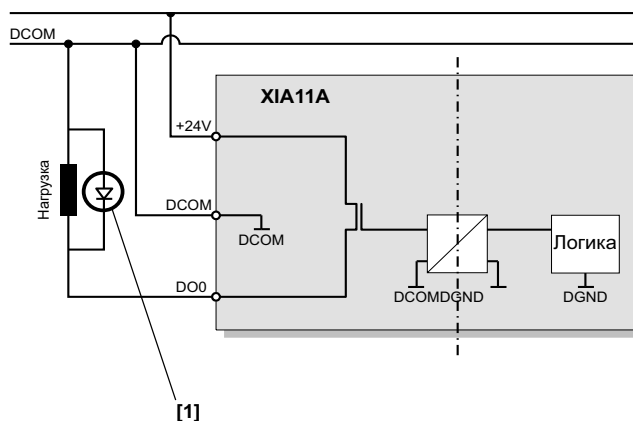 DCOM
XIA11A
+24V
Нагрузка
DCOM
DCOM
Логика
DO0
DCOMDGND
DGND
[1]